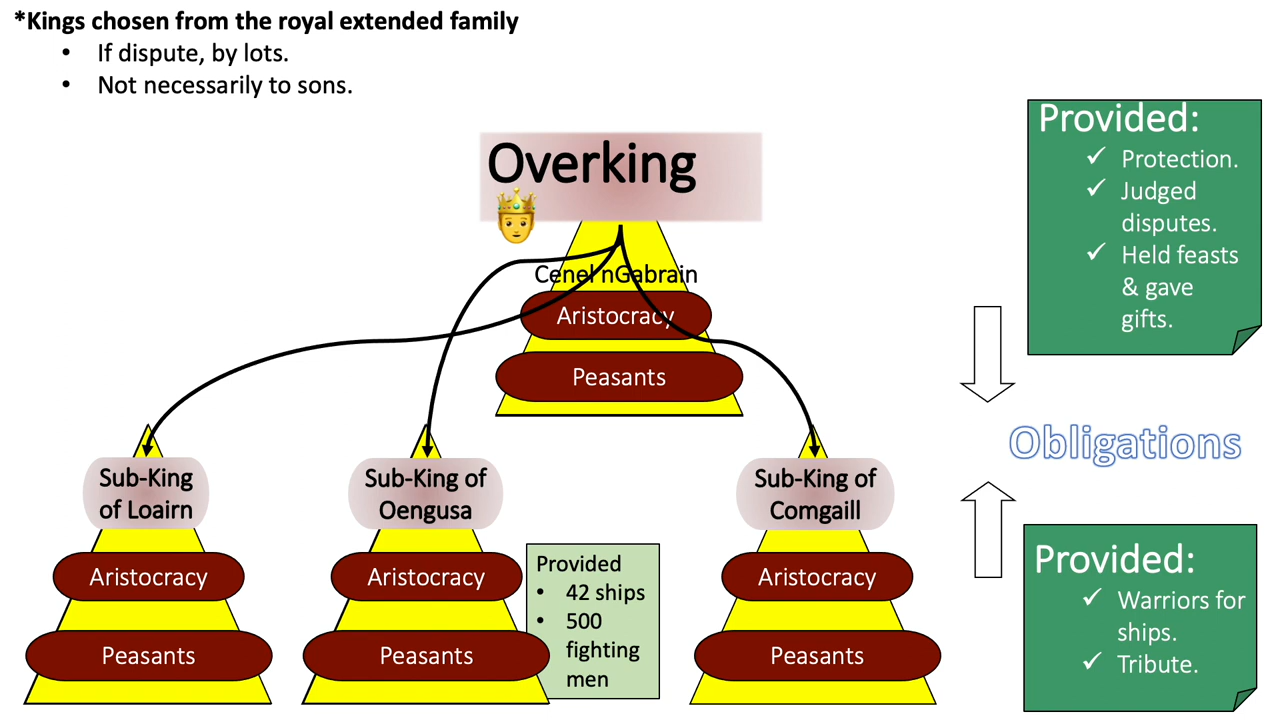 *Kings chosen from the royal extended family
• If dispute, by lots.
• Not necessarily to sons.
Overking
Cenel nGabrain
Aristocracy
Peasants
Sub-King
of Loairn
Aristocracy
Peasants
Sub-King of
Oengusa
Aristocracy
Peasants
Provided
• 42 ships
• 500
fighting
men
Sub-King of
Comgaill
Aristocracy
Peasants
Provided:
✓ Protection.
✓ Judged
disputes.
✓ Held feasts
& gave
gifts.
Obligations
Provided:
✓ Warriors for
ships.
✓ Tribute.